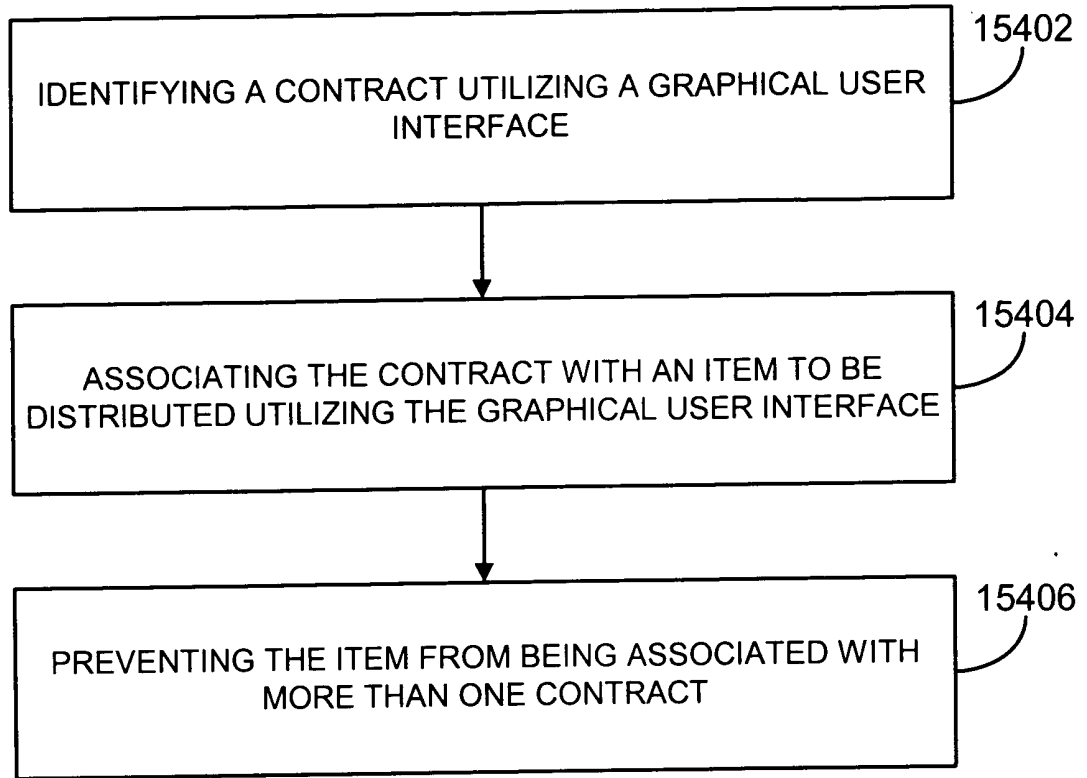 15402
IDENTIFYING A CONTRACT UTILIZING A GRAPHICAL USER
INTERFACE
15404
ASSOCIATING THE CONTRACT WITH AN ITEM TO BE
DISTRIBUTED UTILIZING THE GRAPHICAL USER INTERFACE
15406
PREVENTING THE ITEM FROM BEING ASSOCIATED WITH
MORE THAN ONE CONTRACT